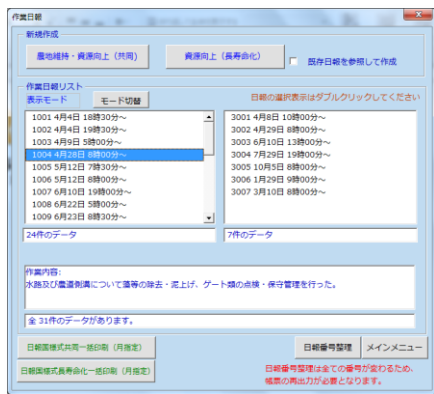 作業日報
新規作成
農地維持・資源向上（共同）
資源向上（長寿命化）
既存日報を参照して作成
作業日報リスト
表示モード
モード切替
日報の選択表示はダブルクリックしてください
1001 4月4日 18時00分～
1002 4月4日 19時30分～
1003 4月9日 5時00分～
1004 4月28日 8時00分～
1005 5月12日 7時30分～
1006 5月12日 8時00分～
1007 6月10日 19時00分～
1008 6月22日 5時00分～
1009 6月23日 8時30分～
3001 4月8日 10時00分～
3002 4月29日 8時00分～
3003 6月10日 13時00分～
3004 7月29日 19時00分～
3005 10月5日 8時00分～
3006 1月29日 9時00分～
3007 3月10日 8時00分～
24件のデータ
7件のデータ
作業内容:
水路及び農道側溝について藻等の除去・泥上げ、ゲート類の点検・保守管理を行った。
全 31件のデータがあります。
日報国様式共同一括印刷（月指定）
日報番号整理
メインメニュー
日報国様式長寿命化一括印刷（月指定）
日報番号整理は全ての番号が変わるため、
帳票の再出力が必要となります。